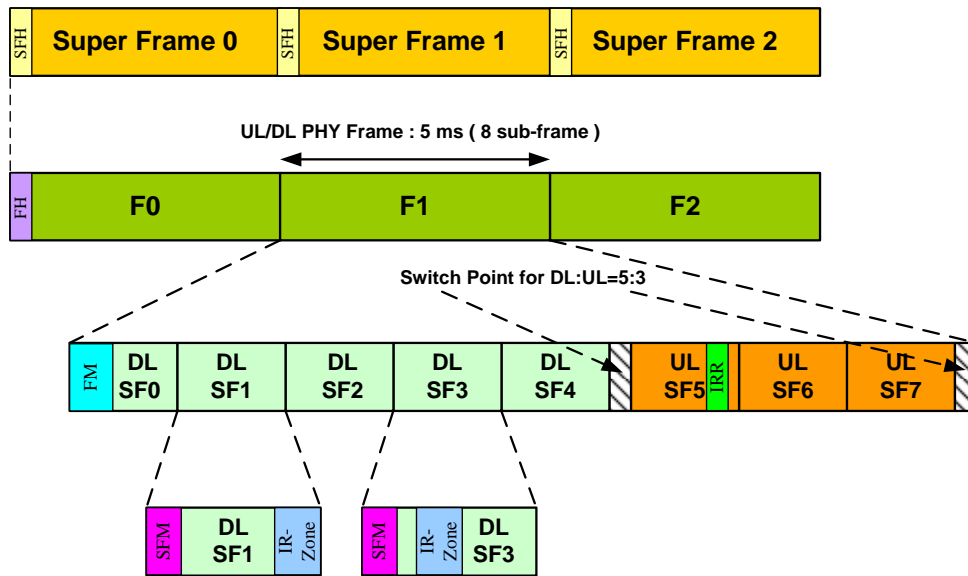 SFH
Super Frame 0
SFH
Super Frame 1
SFH
Super Frame 2
UL/DL PHY Frame : 5 ms ( 8 sub-frame )
FH
F0
F1
F2
Switch Point for DL:UL=5:3
FM
DL
SF0
DL
SF1
DL
SF2
DL
SF3
DL
SF4
UL
SF5
IRR
UL
SF6
UL
SF7
SFM
DL
SF1
IR-
Zone
SFM
IR-
Zone
DL
SF3